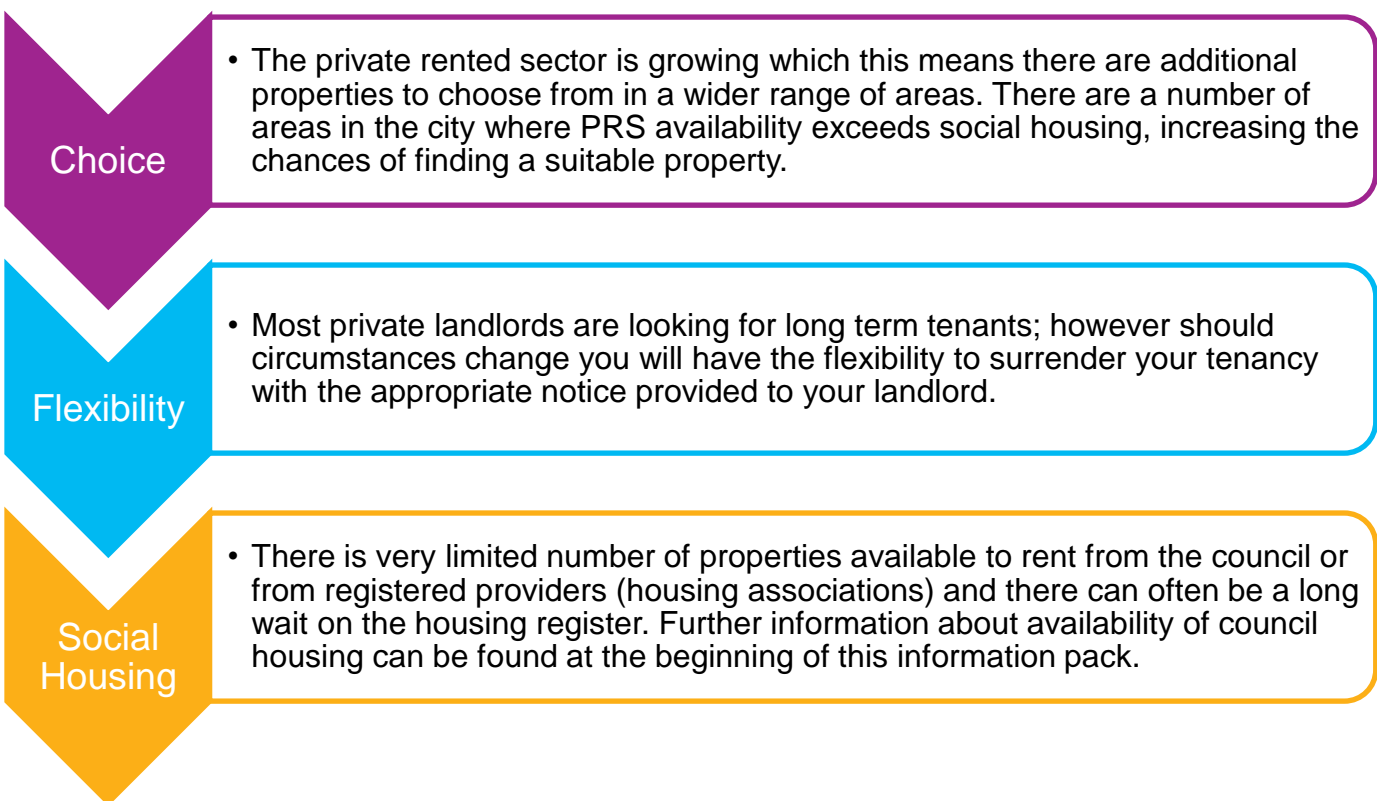 Choice
• The private rented sector is growing which this means there are additional
properties to choose from in a wider range of areas. There are a number of
areas in the city where PRS availability exceeds social housing, increasing the
chances of finding a suitable property.
Flexibility
• Most private landlords are looking for long term tenants; however should
circumstances change you will have the flexibility to surrender your tenancy
with the appropriate notice provided to your landlord.
Social
Housing
• There is very limited number of properties available to rent from the council or
from registered providers (housing associations) and there can often be a long
wait on the housing register. Further information about availability of council
housing can be found at the beginning of this information pack.